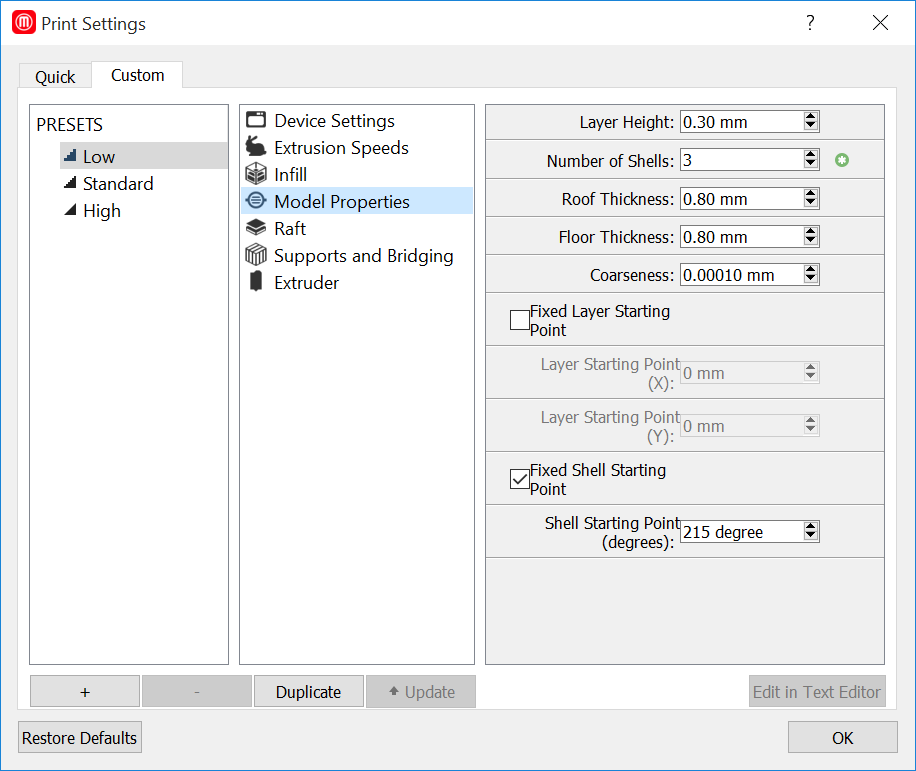 Print Settings
?
Quick
Custom
PRESETS
Low
Standard
High
Device Settings
Extrusion Speeds
Infill
Model Properties
Raft
Supports and Bridging
Extruder
Layer Height: 0.30 mm
Number of Shells: 3
Roof Thickness: 0.80 mm
Floor Thickness: 0.80 mm
Coarseness: 0.00010 mm
Fixed Layer Starting
Point
Layer Starting Point
(X): 0 mm
Layer Starting Point
(Y): 0 mm
Fixed Shell Starting
Point
Shell Starting Point
(degrees): 215 degree
+
-
Duplicate
Update
Edit in Text Editor
Restore Defaults
OK